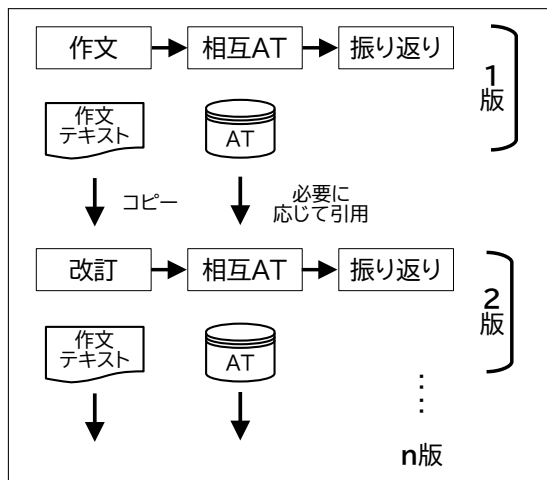 作文
相互AT
振り返り
1
版
作文
テキスト
AT
コピー
必要に
応じて引用
改訂
相互AT
振り返り
2
版
作文
テキスト
AT
n版